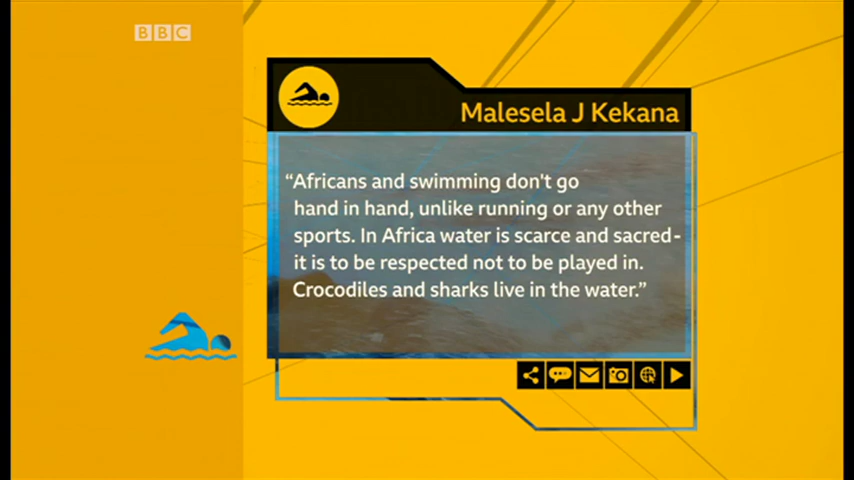 BBC
Malesela J Kekana
“Africans and swimming don't go
hand in hand, unlike running or any other
sports. In Africa water is scarce and sacred-
it is to be respected not to be played in.
Crocodiles and sharks live in the water.”